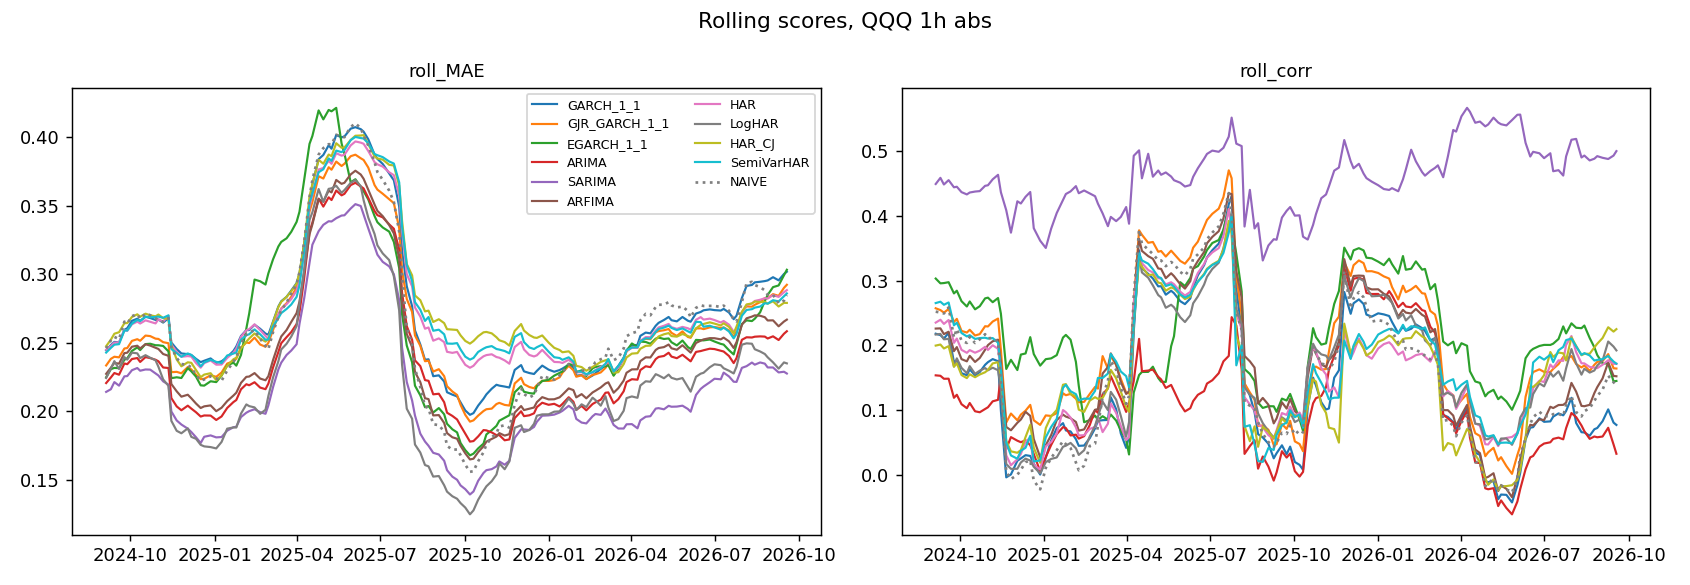 Rolling scores, QQQ 1h abs
roll_MAE
0.40
0.35
0.30
0.25
0.20
0.15
GARCH_1_1
GJR_GARCH_1_1
EGARCH_1_1
ARIMA
SARIMA
ARFIMA
HAR
LogHAR
HAR_CJ
SemiVarHAR
NAIVE
2024-10 2025-01 2025-04 2025-07 2025-10 2026-01 2026-04 2026-07 2026-10
roll_corr
0.5
0.4
0.3
0.2
0.1
0.0
2024-10 2025-01 2025-04 2025-07 2025-10 2026-01 2026-04 2026-07 2026-10